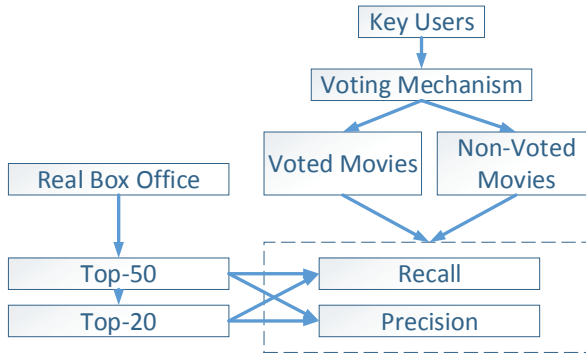 Key Users
Voting Mechanism
Voted Movies
Non-Voted
Movies
Real Box Office
Top-50
Recall
Top-20
Precision